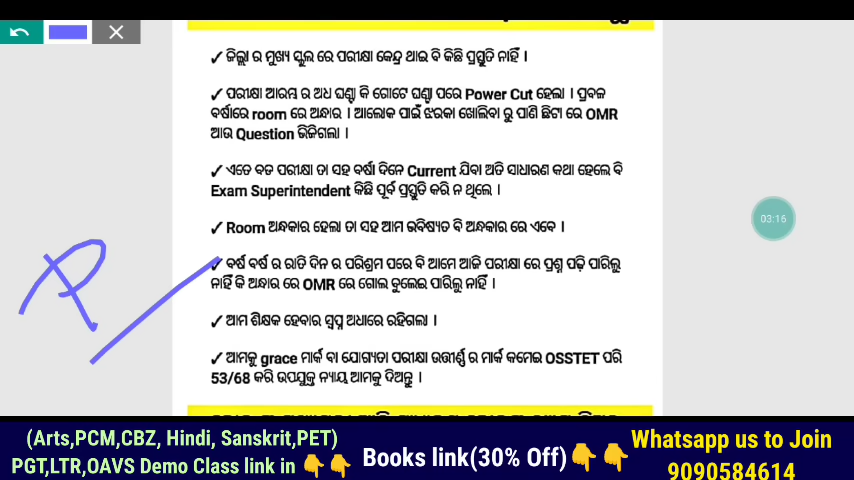 ✓ ଜିଲ୍ଲା ର ମୁଖ୍ୟ ସ୍କୁଲ ରେ ପରୀକ୍ଷା କେନ୍ଦ୍ର ଥାଇ ବି କିଛି ପ୍ରସ୍ତୁତି ନାହିଁ ।
✓ ପରୀକ୍ଷା ଆରମ୍ଭ ର ଅଧ ଘଣ୍ଟା କି ଗୋଟେ ଘଣ୍ଟା ପରେ Power Cut ହେଲା । ପ୍ରବଳ
ବର୍ଷାରେ room ରେ ଅନ୍ଧାର । ଆଲୋକ ପାଇଁ ଝରକା ଖୋଲିବା ରୁ ପାଣି ଛିଟା ରେ OMR
ଆଉ Question ଭିଜିଗଲା ।
✓ ଏତେ ବଡ ପରୀକ୍ଷା ତା ସହ ବର୍ଷା ଦିନେ Current ଯିବା ଅତି ସାଧାରଣ କଥା ହେଲେ ବି
Exam Superintendent କିଛି ପୂର୍ବ ପ୍ରସ୍ତୁତି କରି ନ ଥିଲେ ।
✓ Room ଅନ୍ଧକାର ହେଲା ତା ସହ ଆମ ଭବିଷ୍ୟତ ବି ଅନ୍ଧକାର ରେ ଏବେ ।
✓ ବର୍ଷ ବର୍ଷ ର ରାତି ଦିନ ର ପରିଶ୍ରମ ପରେ ବି ଆମେ ଆଜି ପରୀକ୍ଷା ରେ ପ୍ରଶ୍ନ ପଢ଼ି ପାରିଲୁ
ନାହିଁ କି ଅନ୍ଧାର ରେ OMR ରେ ଗୋଲ ବୁଲେଇ ପାରିଲୁ ନାହିଁ ।
✓ ଆମ ଶିକ୍ଷକ ହେବାର ସ୍ୱପ୍ନ ଅଧାରେ ରହିଗଲା ।
✓ ଆମକୁ grace ମାର୍କ ବା ଯୋଗ୍ୟତା ପରୀକ୍ଷା ଉତ୍ତୀର୍ଣ୍ଣ ର ମାର୍କ କମେଇ OSSTET ପରି
53/68 କରି ଉପଯୁକ୍ତ ନ୍ୟାୟ ଆମକୁ ଦିଅନ୍ତୁ ।
03:16
(Arts,PCM,CBZ, Hindi, Sanskrit,PET)
PGT,LTR,OAVS Demo Class link in 👇👇
Books link(30% Off)👇👇
Whatsapp us to Join
9090584614